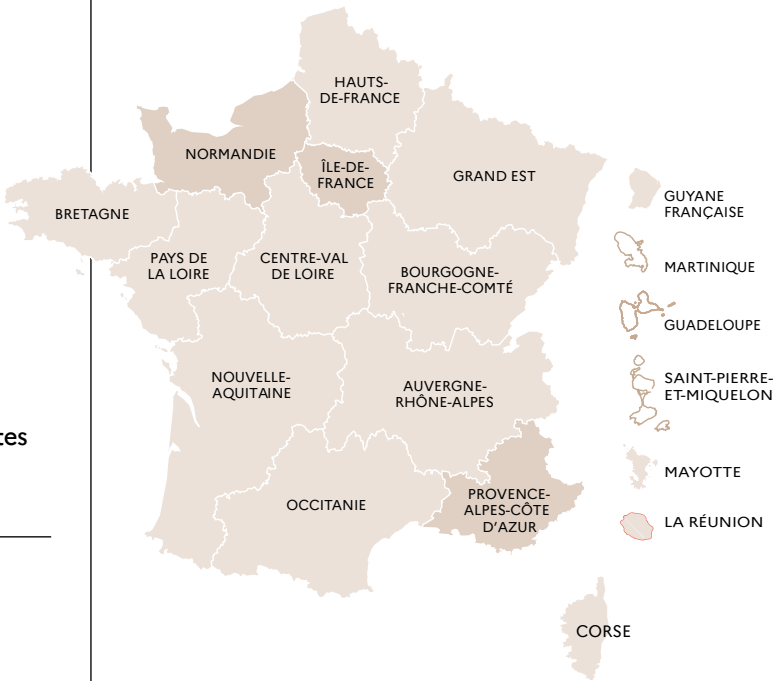 HAUTS-
DE-FRANCE
NORMANDIE
ÎLE-DE-
FRANCE
GRAND EST
BRETAGNE
PAYS DE
LA LOIRE
CENTRE-VAL
DE LOIRE
BOURGOGNE-
FRANCHE-COMTÉ
NOUVELLE-
AQUITAINE
AUVERGNE-
RHÔNE-ALPES
OCCITANIE
PROVENCE-
ALPES-CÔTE
D’AZUR
CORSE
GUYANE
FRANÇAISE
MARTINIQUE
GUADELOUPE
SAINT-PIERRE-
ET-MIQUELON
MAYOTTE
LA RÉUNION